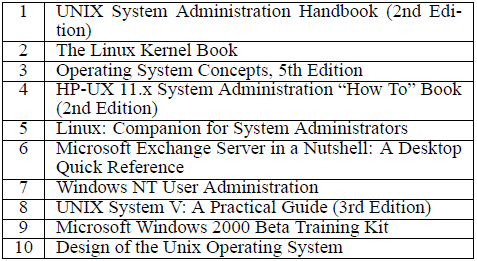 1 UNIX System Administration Handbook (2nd Edi-
tion)
2 The Linux Kernel Book
3 Operating System Concepts, 5th Edition
4 HP-UX 11.x System Administration “How To” Book
(2nd Edition)
5 Linux: Companion for System Administrators
6 Microsoft Exchange Server in a Nutshell: A Desktop
Quick Reference
7 Windows NT User Administration
8 UNIX System V: A Practical Guide (3rd Edition)
9 Microsoft Windows 2000 Beta Training Kit
10 Design of the Unix Operating System